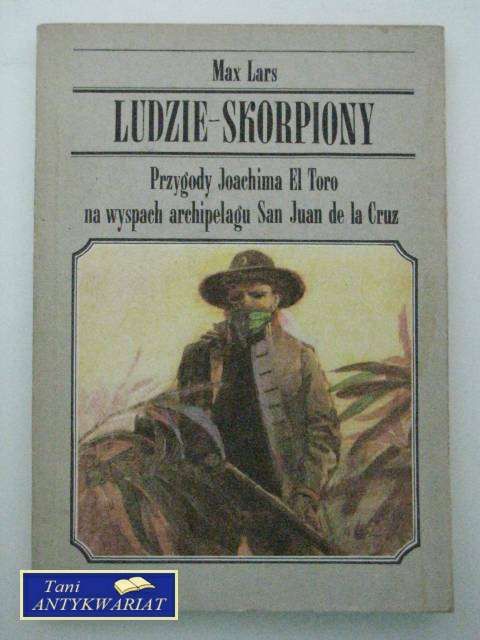 Max Lars
LUDZIE-SKORPIONY
Przygody Joachima El Toro
na wyspach archipelagu San Juan de la Cruz
Tani
ANTYKWARIAT